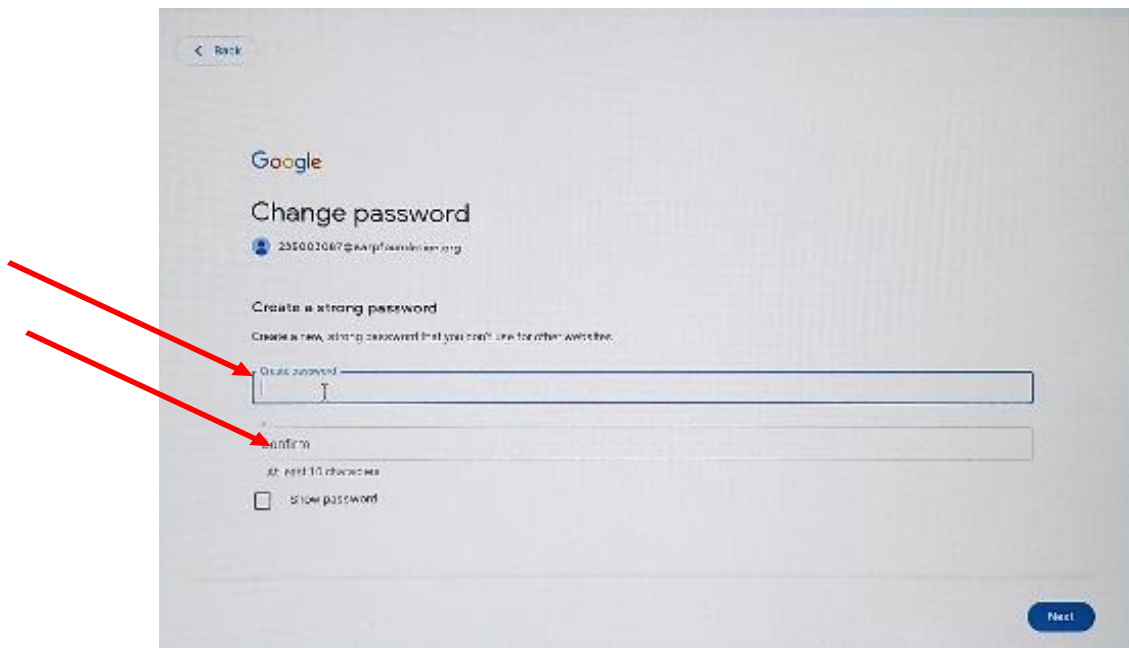 Back
Google
Change password
Create a strong password
Create a new, strong password that you don't use for other websites
Create password
Confirm
At least 10 characters
Show password
Next